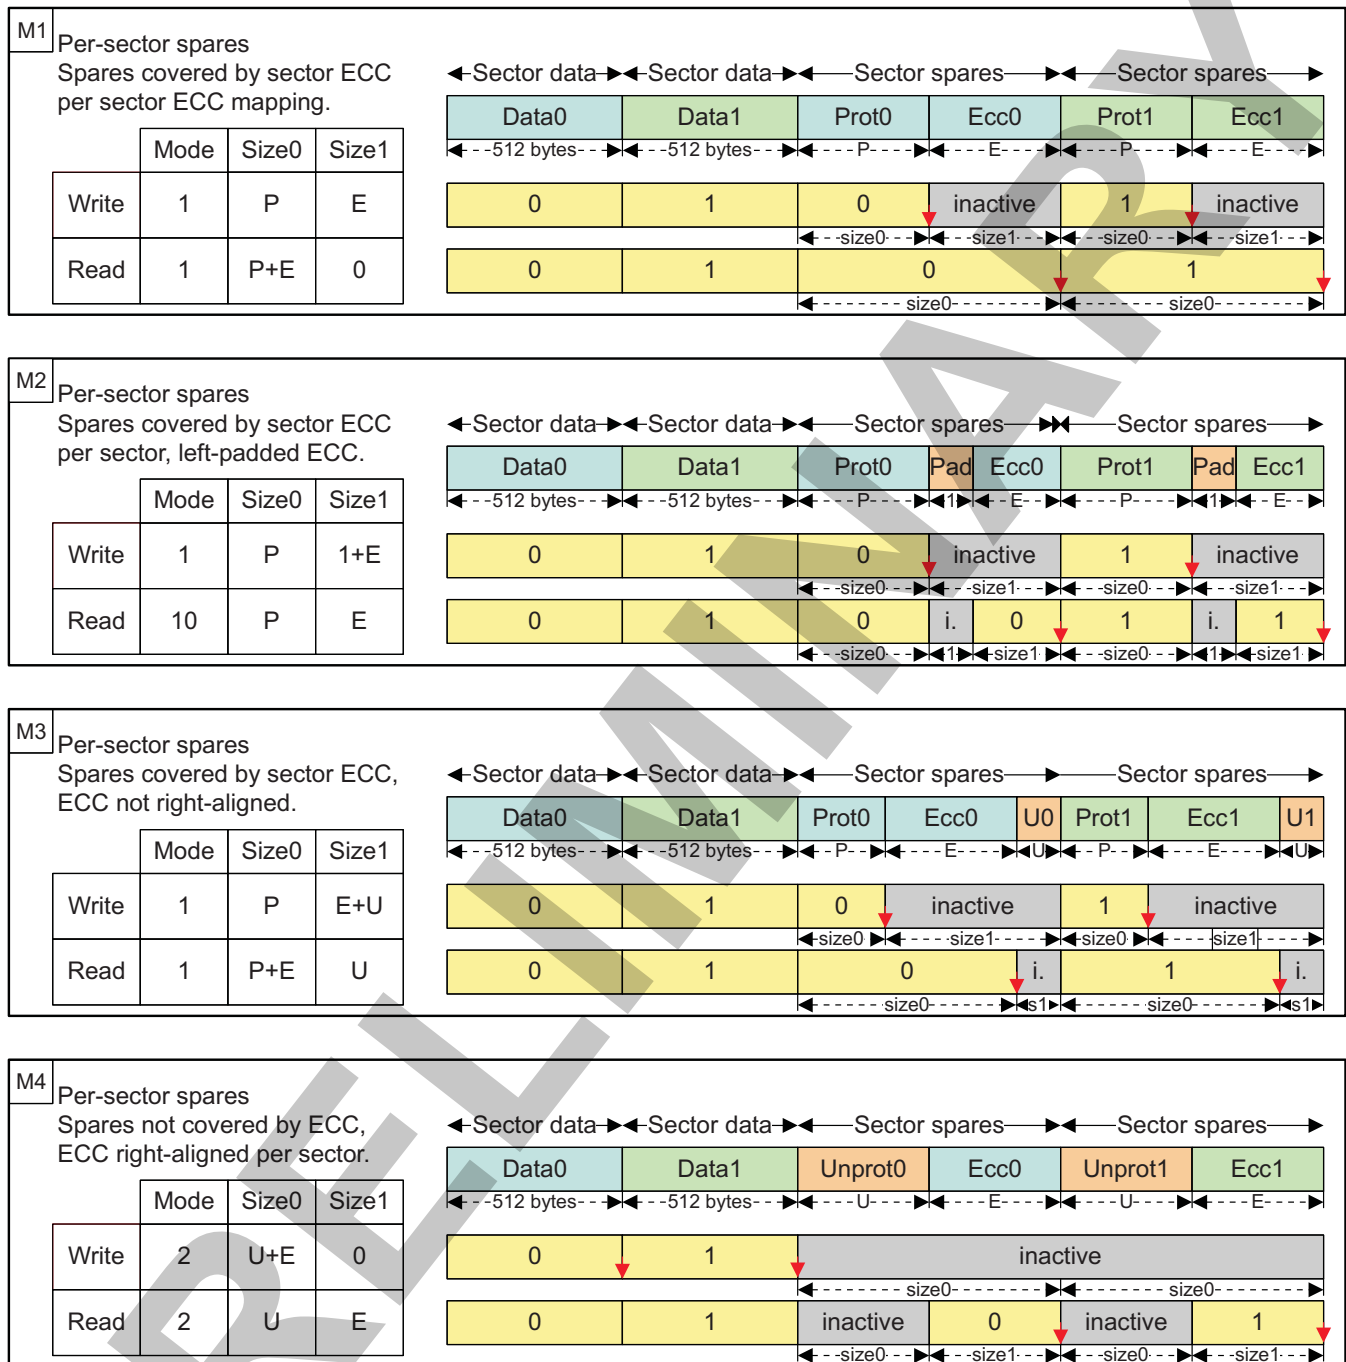 M1
Per-sector spares
Spares covered by sector ECC
per sector ECC mapping.
Mode Size0 Size1
Write 1 P E
Read 1 P+E 0
Sector data Sector data Sector spares Sector spares
Data0 Data1 Prot0 Ecc0 Prot1 Ecc1
512 bytes 512 bytes P E P E
0 1 0 inactive 1 inactive
size0 size1 size0 size1
0 1 0 1
size0 size0
M2
Per-sector spares
Spares covered by sector ECC
per sector, left-padded ECC.
Mode Size0 Size1
Write 1 P 1+E
Read 10 P E
Sector data Sector data Sector spares Sector spares
Data0 Data1 Prot0 Pad Ecc0 Prot1 Pad Ecc1
512 bytes 512 bytes P 1 E P 1 E
0 1 0 inactive 1 inactive
size0 size1 size0 size1
0 1 0 i. 0 1 i. 1
size0 1 size1 size0 1 size1
M3
Per-sector spares
Spares covered by sector ECC,
ECC not right-aligned.
Mode Size0 Size1
Write 1 P E+U
Read 1 P+E U
Sector data Sector data Sector spares Sector spares
Data0 Data1 Prot0 Ecc0 U0 Prot1 Ecc1 U1
512 bytes 512 bytes P E U P E U
0 1 0 inactive 1 inactive
size0 size1 size0 size1
0 1 0 i. 1 i.
size0 s1 size0 s1
M4
Per-sector spares
Spares not covered by ECC,
ECC right-aligned per sector.
Mode Size0 Size1
Write 2 U+E 0
Read 2 U E
Sector data Sector data Sector spares Sector spares
Data0 Data1 Unprot0 Ecc0 Unprot1 Ecc1
512 bytes 512 bytes U E U E
0 1 inactive
size0 size0
0 1 inactive 0 inactive 1
size0 size1 size0 size1
RELIMINARY